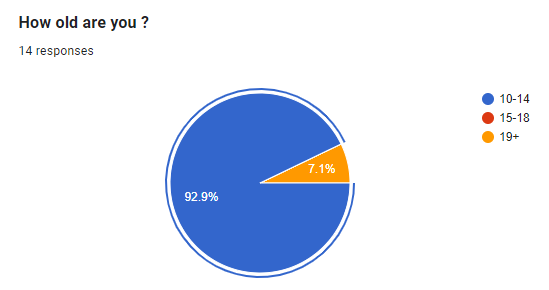 How old are you ?
14 responses
10-14
15-18
19+
7.1%
92.9%